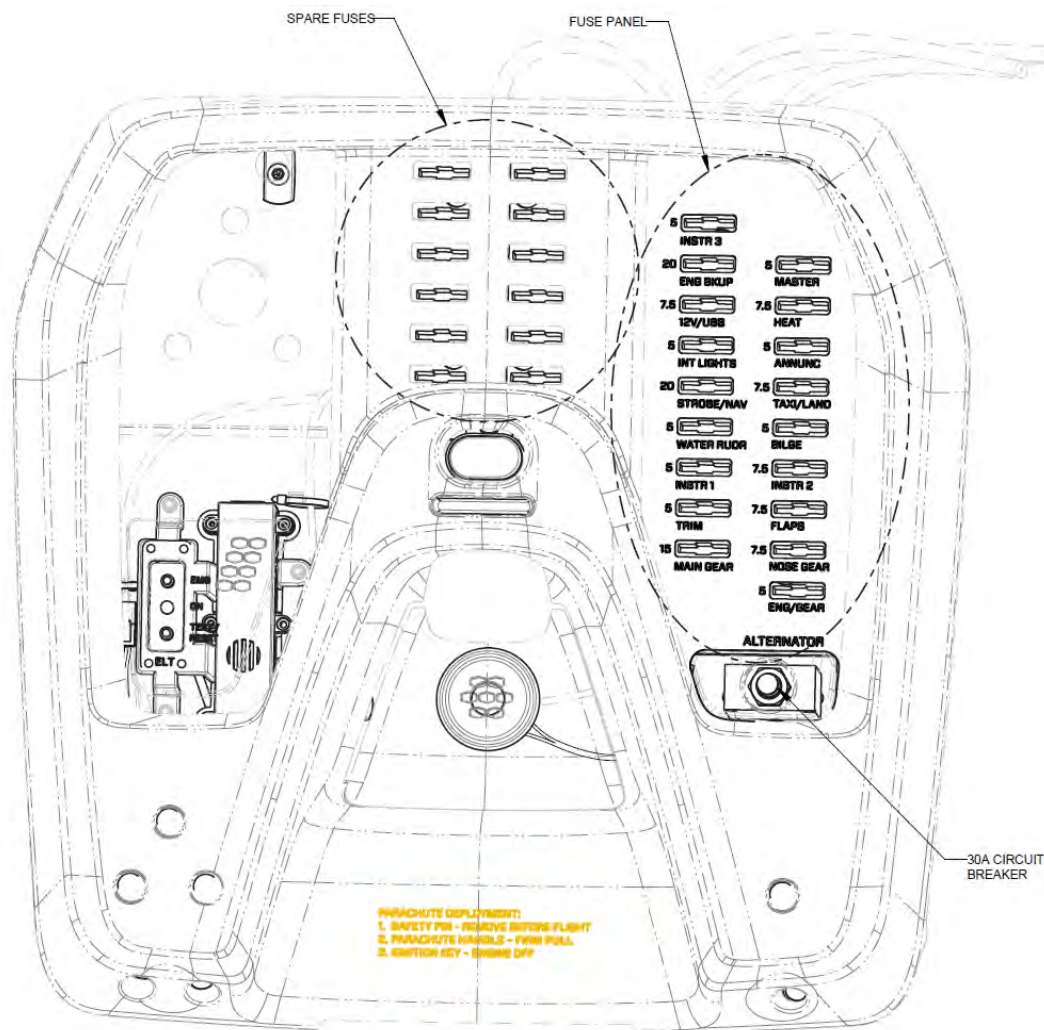 SPARE FUSES
FUSE PANEL
5
INSTR 3
20
ENG BKUP
5
MASTER
7.5
12V/USB
7.5
HEAT
5
INT LIGHTS
5
ANNUNC
20
STROBE/NAV
7.5
TAXI/LAND
5
WATER RUDR
5
BILGE
5
INSTR 1
7.5
INSTR 2
5
TRIM
7.5
FLAPS
15
MAIN GEAR
7.5
NOSE GEAR
5
ENG/GEAR
ALTERNATOR
ON
ELT
30A CIRCUIT
BREAKER
PARACHUTE DEPLOYMENT:
1. SAFETY PIN - REMOVE BEFORE FLIGHT
2. PARACHUTE HANDLE - FIRM PULL
3. IGNITION KEY - ENGINE OFF